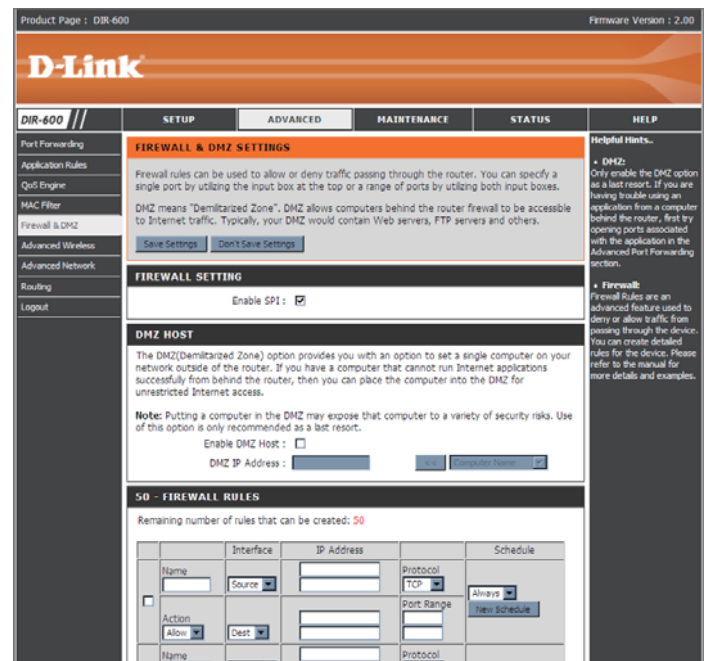 Product Page : DIR-600
Firmware Version : 2.00
D-Link
DIR-600
SETUP
ADVANCED
MAINTENANCE
STATUS
HELP
Port Forwarding
Application Rules
QoS Engine
MAC Filter
Firewall & DMZ
Advanced Wireless
Advanced Network
Routing
Logout
FIREWALL & DMZ SETTINGS
Firewall rules can be used to allow or deny traffic passing through the router. You can specify a
single port by utilizing the input box at the top or a range of ports by utilizing both input boxes.
DMZ means "Demilitarized Zone". DMZ allows computers behind the router firewall to be accessible
to Internet traffic. Typically, your DMZ would contain Web servers, FTP servers and others.
Save Settings
Don't Save Settings
FIREWALL SETTING
Enable SPI :
DMZ HOST
The DMZ(Demilitarized Zone) option provides you with an option to set a single computer on your
network outside of the router. If you have a computer that cannot run Internet applications
successfully from behind the router, then you can place the computer into the DMZ for
unrestricted Internet access.
Note: Putting a computer in the DMZ may expose that computer to a variety of security risks. Use
of this option is only recommended as a last resort.
Enable DMZ Host :
DMZ IP Address :
<<
Computer Name
50 - FIREWALL RULES
Remaining number of rules that can be created: 50
Interface
IP Address
Schedule
Name
Source
Protocol
TCP
Always
New Schedule
Action
Allow
Dest
Port Range
Name
Protocol
Helpful Hints..
• DMZ:
Only enable the DMZ option
as a last resort. If you are
having trouble using an
application from a computer
behind the router, first try
opening ports associated
with the application in the
Advanced Port Forwarding
section.
• Firewall:
Firewall Rules are an
advanced feature used to
deny or allow traffic from
passing through the device.
You can create detailed
rules for the device. Please
refer to the manual for
more details and examples.